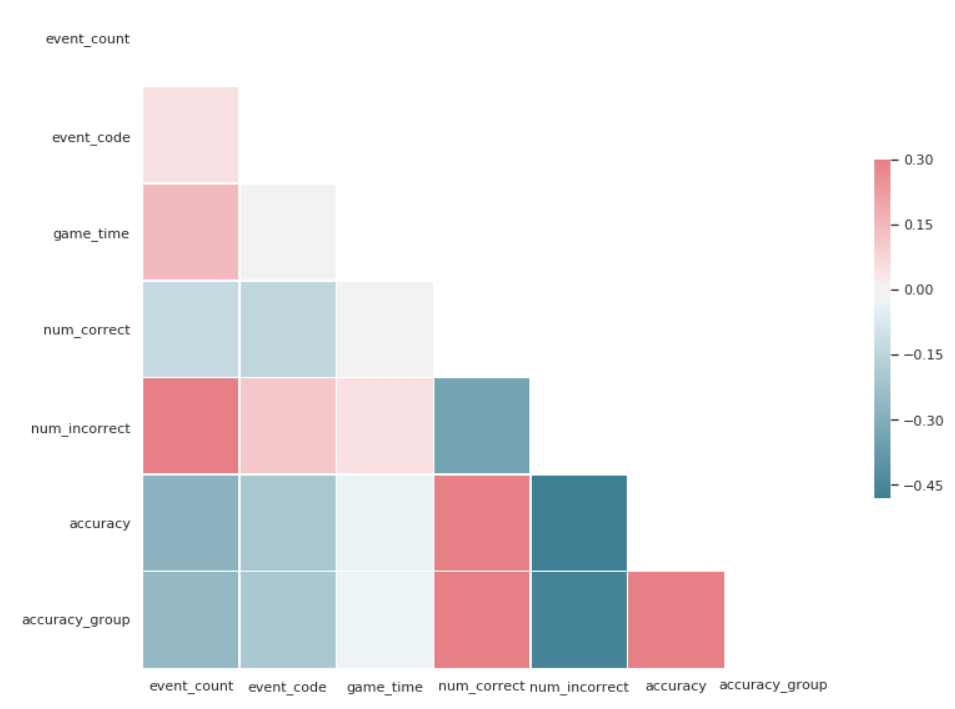 event_count
event_code
game_time
num_correct
num_incorrect
accuracy
accuracy_group
event_count event_code game_time num_correct num_incorrect accuracy accuracy_group
0.30
0.15
0.00
−0.15
−0.30
−0.45